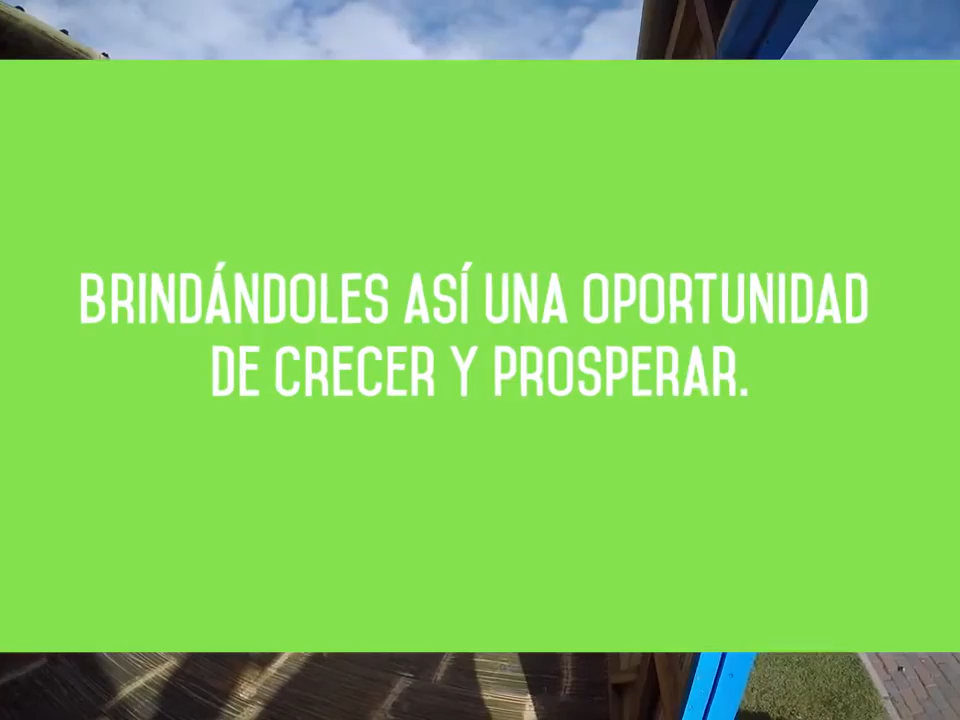 BRINDÁNDOLES ASÍ UNA OPORTUNIDAD
DE CRECER Y PROSPERAR.